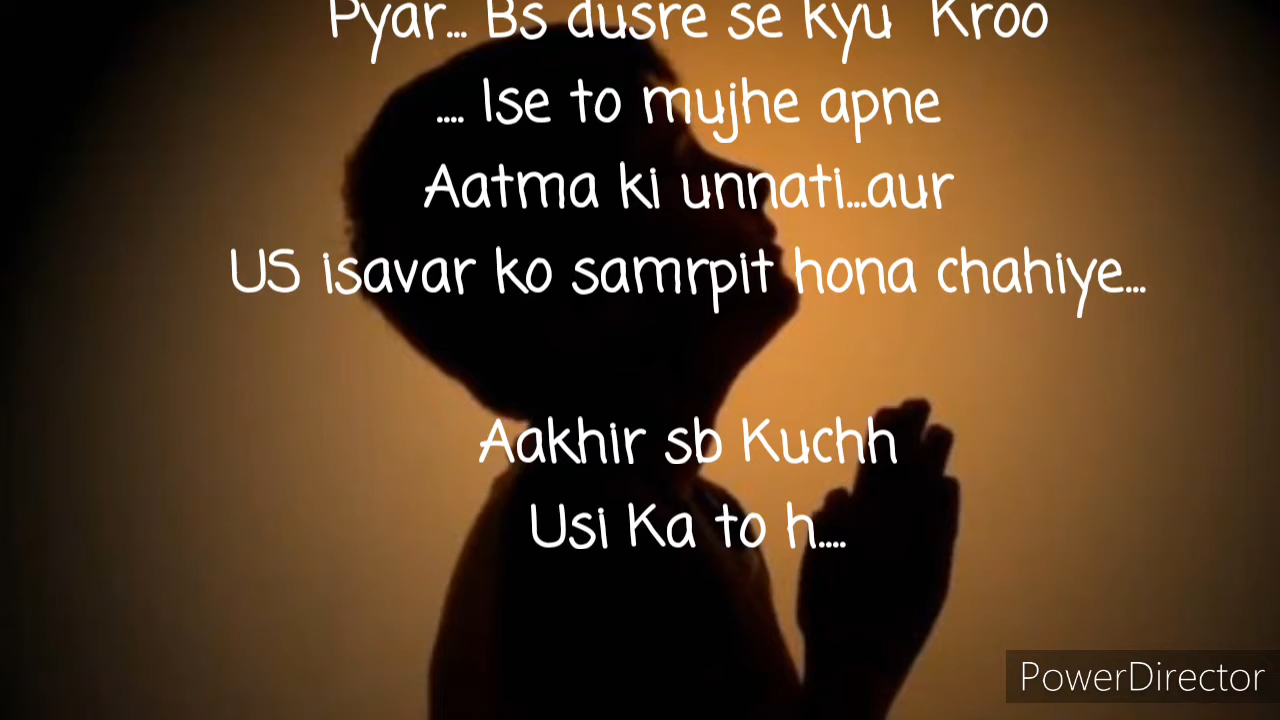 Pyar... Bs dusre se kyu Kroo
.... Ise to mujhe apne
Aatma ki unnati...aur
US isavar ko samrpit hona chahiye...
Aakhir sb Kuchh
Usi Ka to h....
PowerDirector